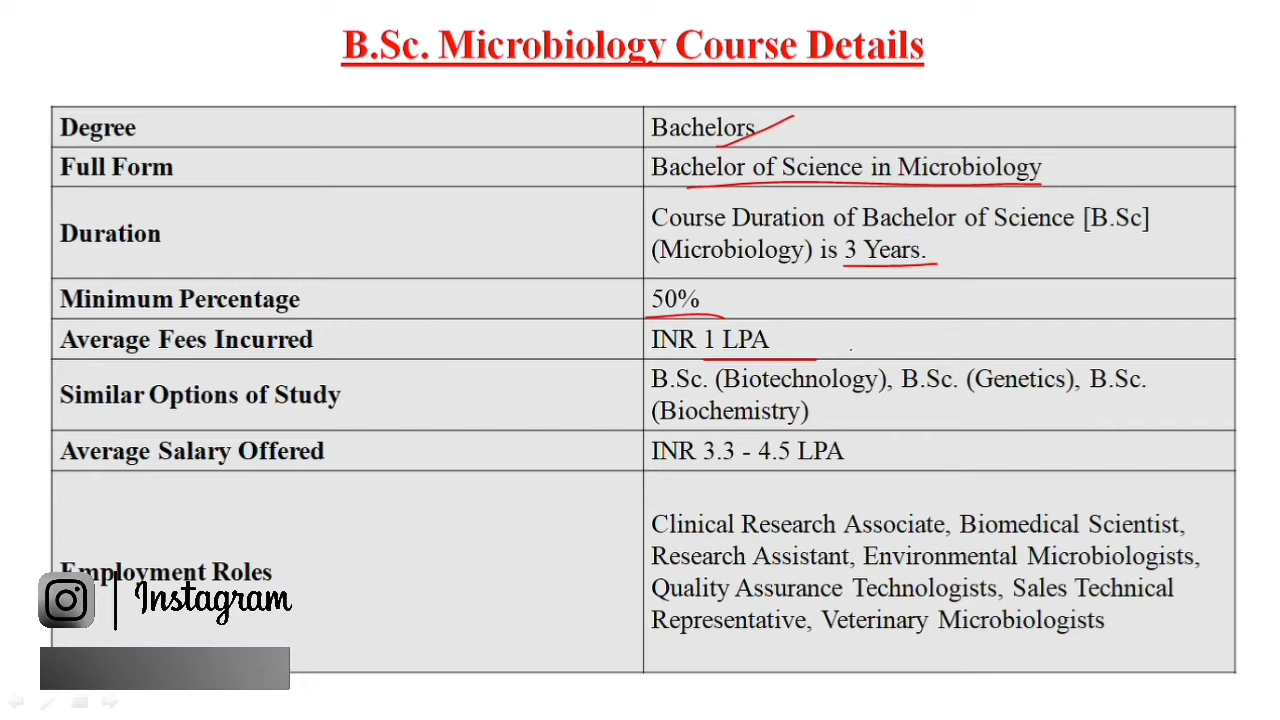 B.Sc. Microbiology Course Details
Degree
Bachelors
Full Form
Bachelor of Science in Microbiology
Duration
Course Duration of Bachelor of Science [B.Sc]
(Microbiology) is 3 Years.
Minimum Percentage
50%
Average Fees Incurred
INR 1 LPA
Similar Options of Study
B.Sc. (Biotechnology), B.Sc. (Genetics), B.Sc.
(Biochemistry)
Average Salary Offered
INR 3.3 - 4.5 LPA
Employment Roles
Clinical Research Associate, Biomedical Scientist,
Research Assistant, Environmental Microbiologists,
Quality Assurance Technologists, Sales Technical
Representative, Veterinary Microbiologists
Instagram